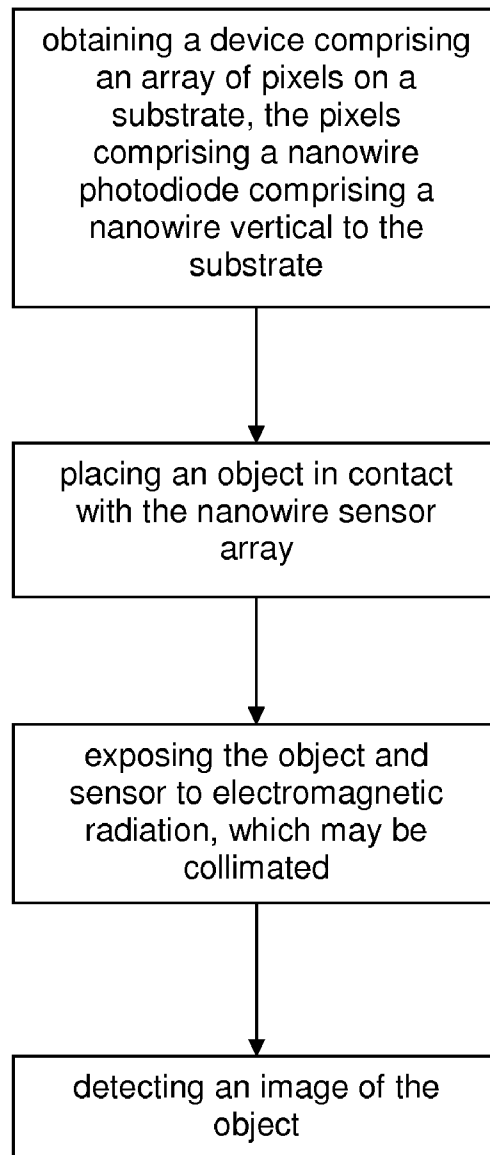 obtaining a device comprising
an array of pixels on a
substrate, the pixels
comprising a nanowire
photodiode comprising a
nanowire vertical to the
substrate
placing an object in contact
with the nanowire sensor
array
exposing the object and
sensor to electromagnetic
radiation, which may be
collimated
detecting an image of the
object